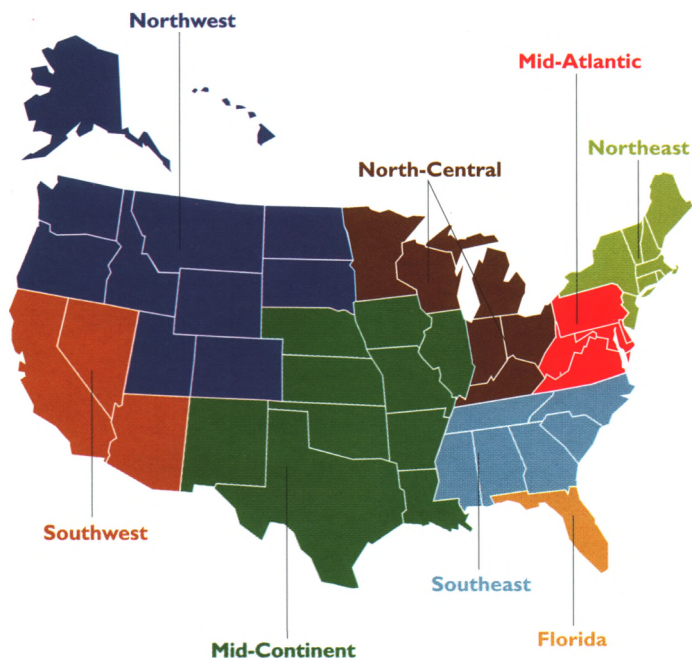 Northwest
Mid-Atlantic
Northeast
North-Central
Southwest
Southeast
Florida
Mid-Continent